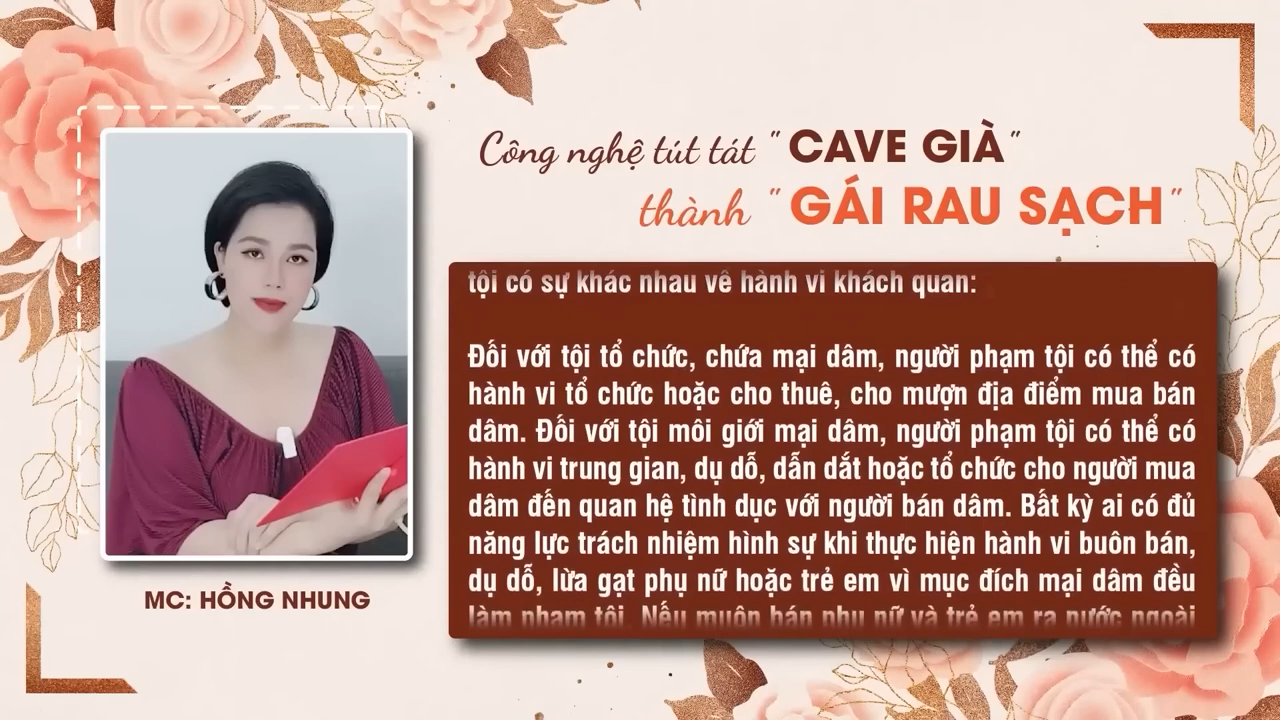 Công nghệ tút tát "CAVE GIÀ"
thành "GÁI RAU SẠCH"
tội có sự khác nhau về hành vi khách quan:
Đối với tội tổ chức, chứa mại dâm, người phạm tội có thể có
hành vi tổ chức hoặc cho thuê, cho mượn địa điểm mua bán
dâm. Đối với tội môi giới mại dâm, người phạm tội có thể có
hành vi trung gian, dụ dỗ, dẫn dắt hoặc tổ chức cho người mua
dâm đến quan hệ tình dục với người bán dâm. Bất kỳ ai có đủ
năng lực trách nhiệm hình sự khi thực hiện hành vi buôn bán,
dụ dỗ, lừa gạt phụ nữ hoặc trẻ em vì mục đích mại dâm đều
làm phạm tội. Nếu muôn bán phụ nữ và trẻ em ra nước ngoài
MC: HỒNG NHUNG